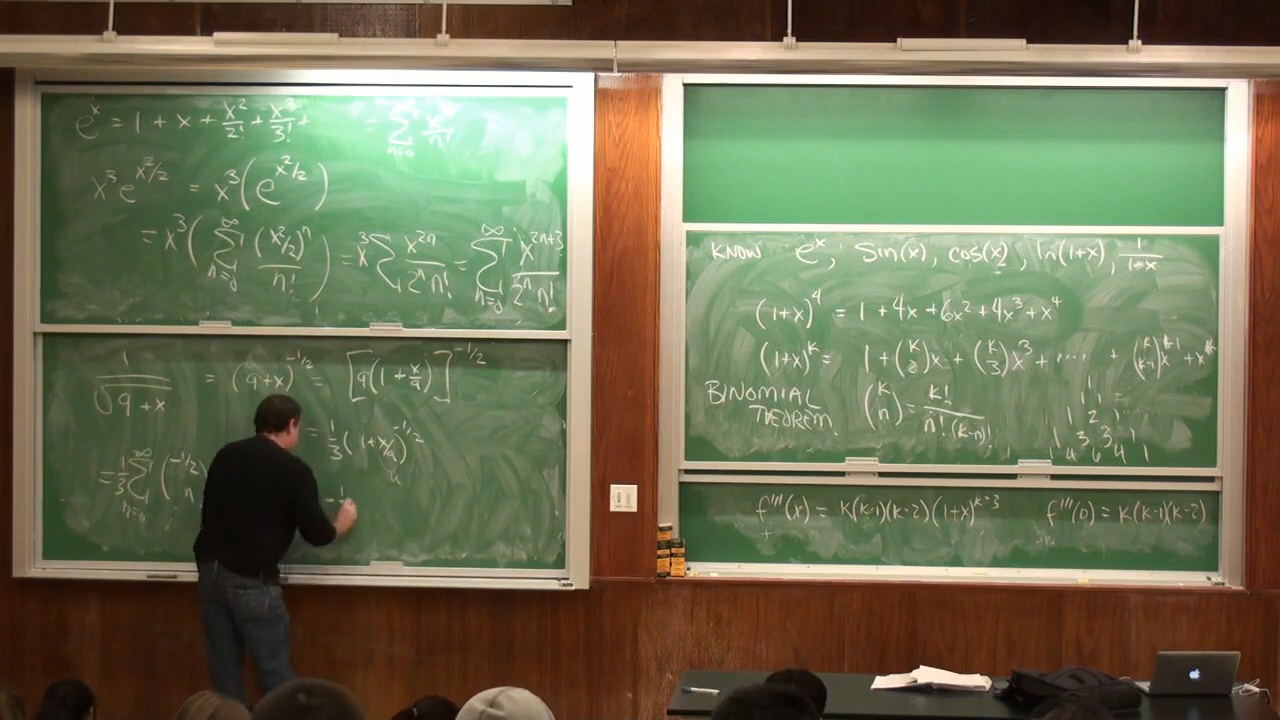 e^x = 1 + x + x^2/2! + x^3/3! + = ∑_{n=0} x^n/n!
x^3 e^{x^2/2} = x^3(e^{x^2/2})
= x^3(∑_{n=0}^∞ (x^2/2)^n/n!) = x^3 ∑ x^{2n}/2^n n! = ∑_{n=0}^∞ x^{2n+3}/2^n n!
1/√(9+x) = (9+x)^{-1/2} = [9(1+x/9)]^{-1/2}
= 1/3(1+x/9)^{-1/2}
u
= 1/3 ∑_{n=0}^∞ (-1/2 n)
KNOW e^x, Sin(x), cos(x), ln(1+x), 1/1+x
(1+x)^4 = 1 + 4x + 6x^2 + 4x^3 + x^4
(1+x)^k = 1 + (k 2)x + (k 3)x^3 + ..... + (k k-1)x^{k-1} + x^k
BINOMIAL THEOREM (k n) = k!/n!(k-n)!
1
1 1
1 2 1
1 3 3 1
1 4 6 4 1
f'''(x) = k(k-1)(k-2)(1+x)^{k-3} f'''(0) = k(k-1)(k-2)